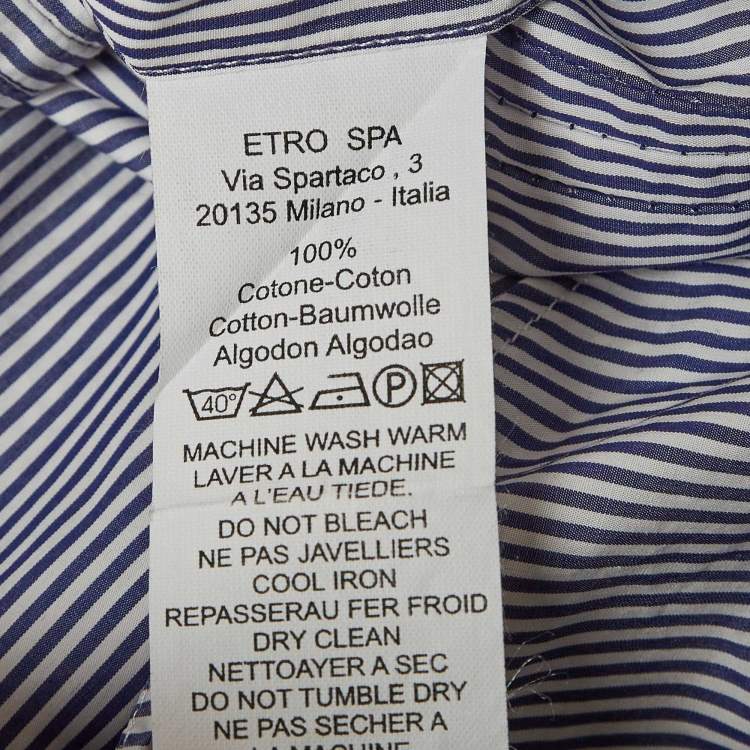 ETRO SPA
Via Spartaco , 3
20135 Milano - Italia
100%
Cotone-Coton
Cotton-Baumwolle
Algodon Algodao
40° P
MACHINE WASH WARM
LAVER A LA MACHINE
A L'EAU TIEDE.
DO NOT BLEACH
NE PAS JAVELLIERS
COOL IRON
REPASSERAU FER FROID
DRY CLEAN
NETTOAYER A SEC
DO NOT TUMBLE DRY
NE PAS SECHER A
LA MACHINE